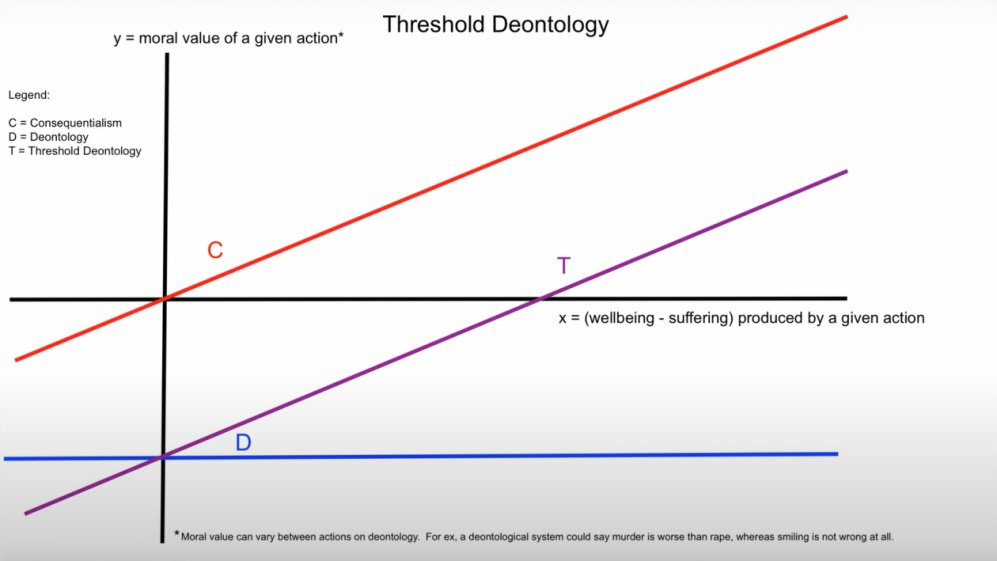 Threshold Deontology
y = moral value of a given action*
Legend:
C = Consequentialism
D = Deontology
T = Threshold Deontology
C
T
x = (wellbeing - suffering) produced by a given action
D
*Moral value can vary between actions on deontology.  For ex, a deontological system could say murder is worse than rape, whereas smiling is not wrong at all.